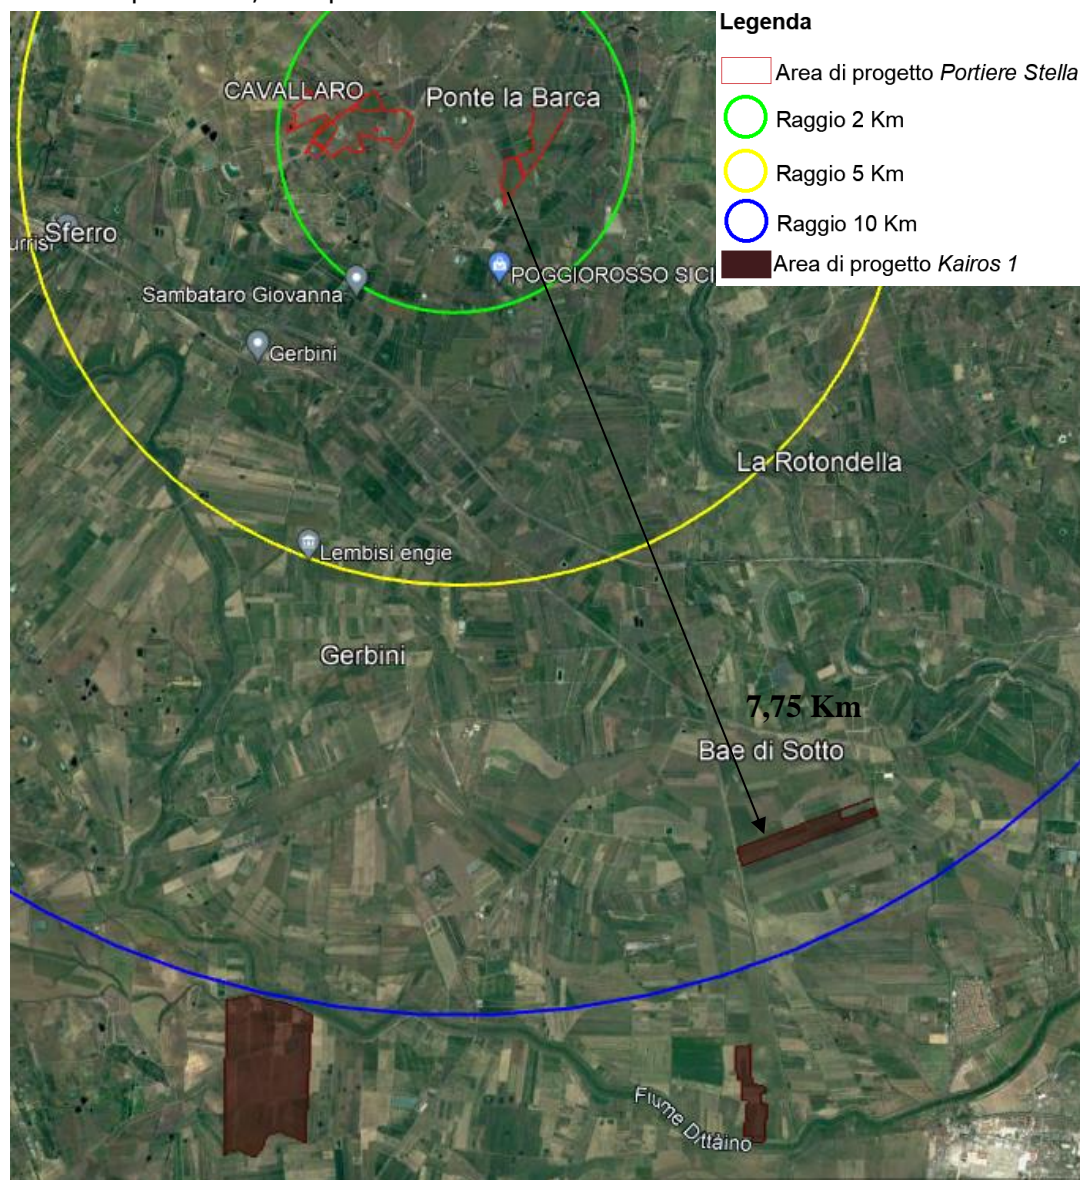 Legenda
Area di progetto Portiere Stella
Raggio 2 Km
Raggio 5 Km
Raggio 10 Km
Area di progetto Kairos 1
CAVALLARO
Ponte la Barca
Sferro
POGGIOROSSO SICI
Sambataro Giovanna
Gerbini
La Rotondella
Lembisi engie
Gerbini
7,75 Km
Bae di Sotto
Fiume Dittaino